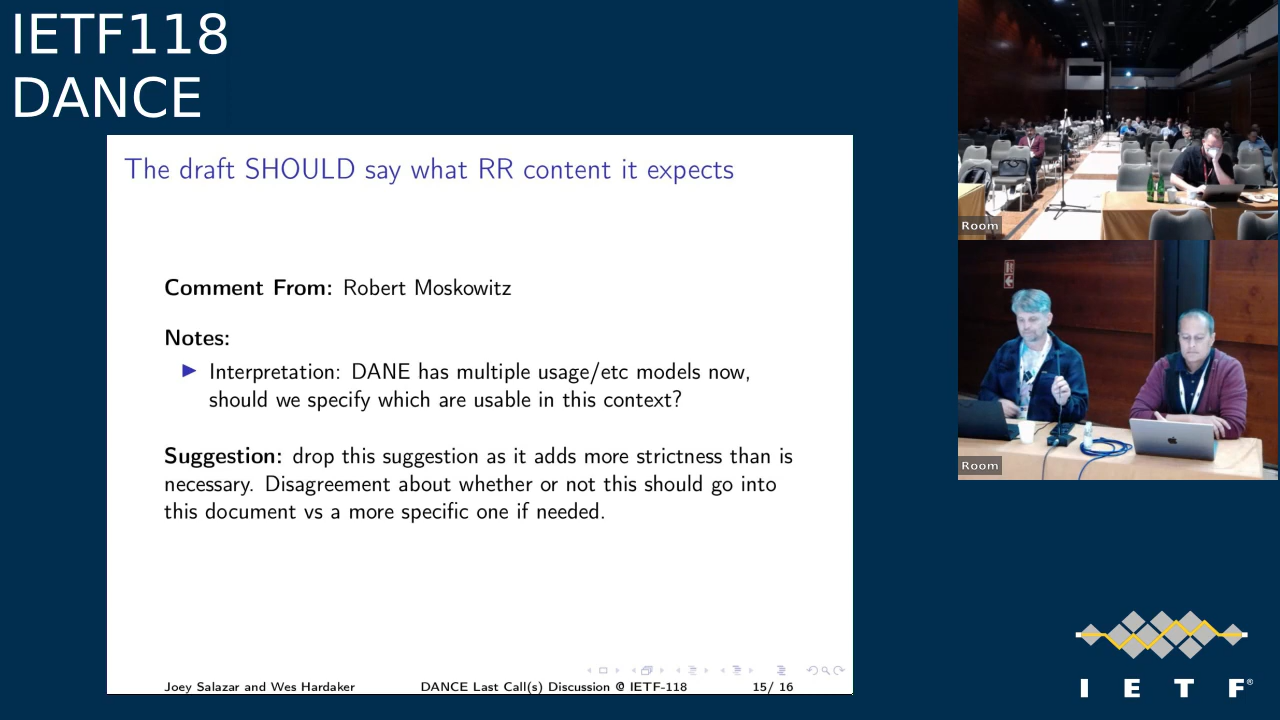 IETF118
DANCE
The draft SHOULD say what RR content it expects
Comment From: Robert Moskowitz
Notes:
Interpretation: DANE has multiple usage/etc models now,
should we specify which are usable in this context?
Suggestion: drop this suggestion as it adds more strictness than is
necessary. Disagreement about whether or not this should go into
this document vs a more specific one if needed.
Joey Salazar and Wes Hardaker DANCE Last Call(s) Discussion @ IETF-118 15/ 16
Room
Room
I E T F®